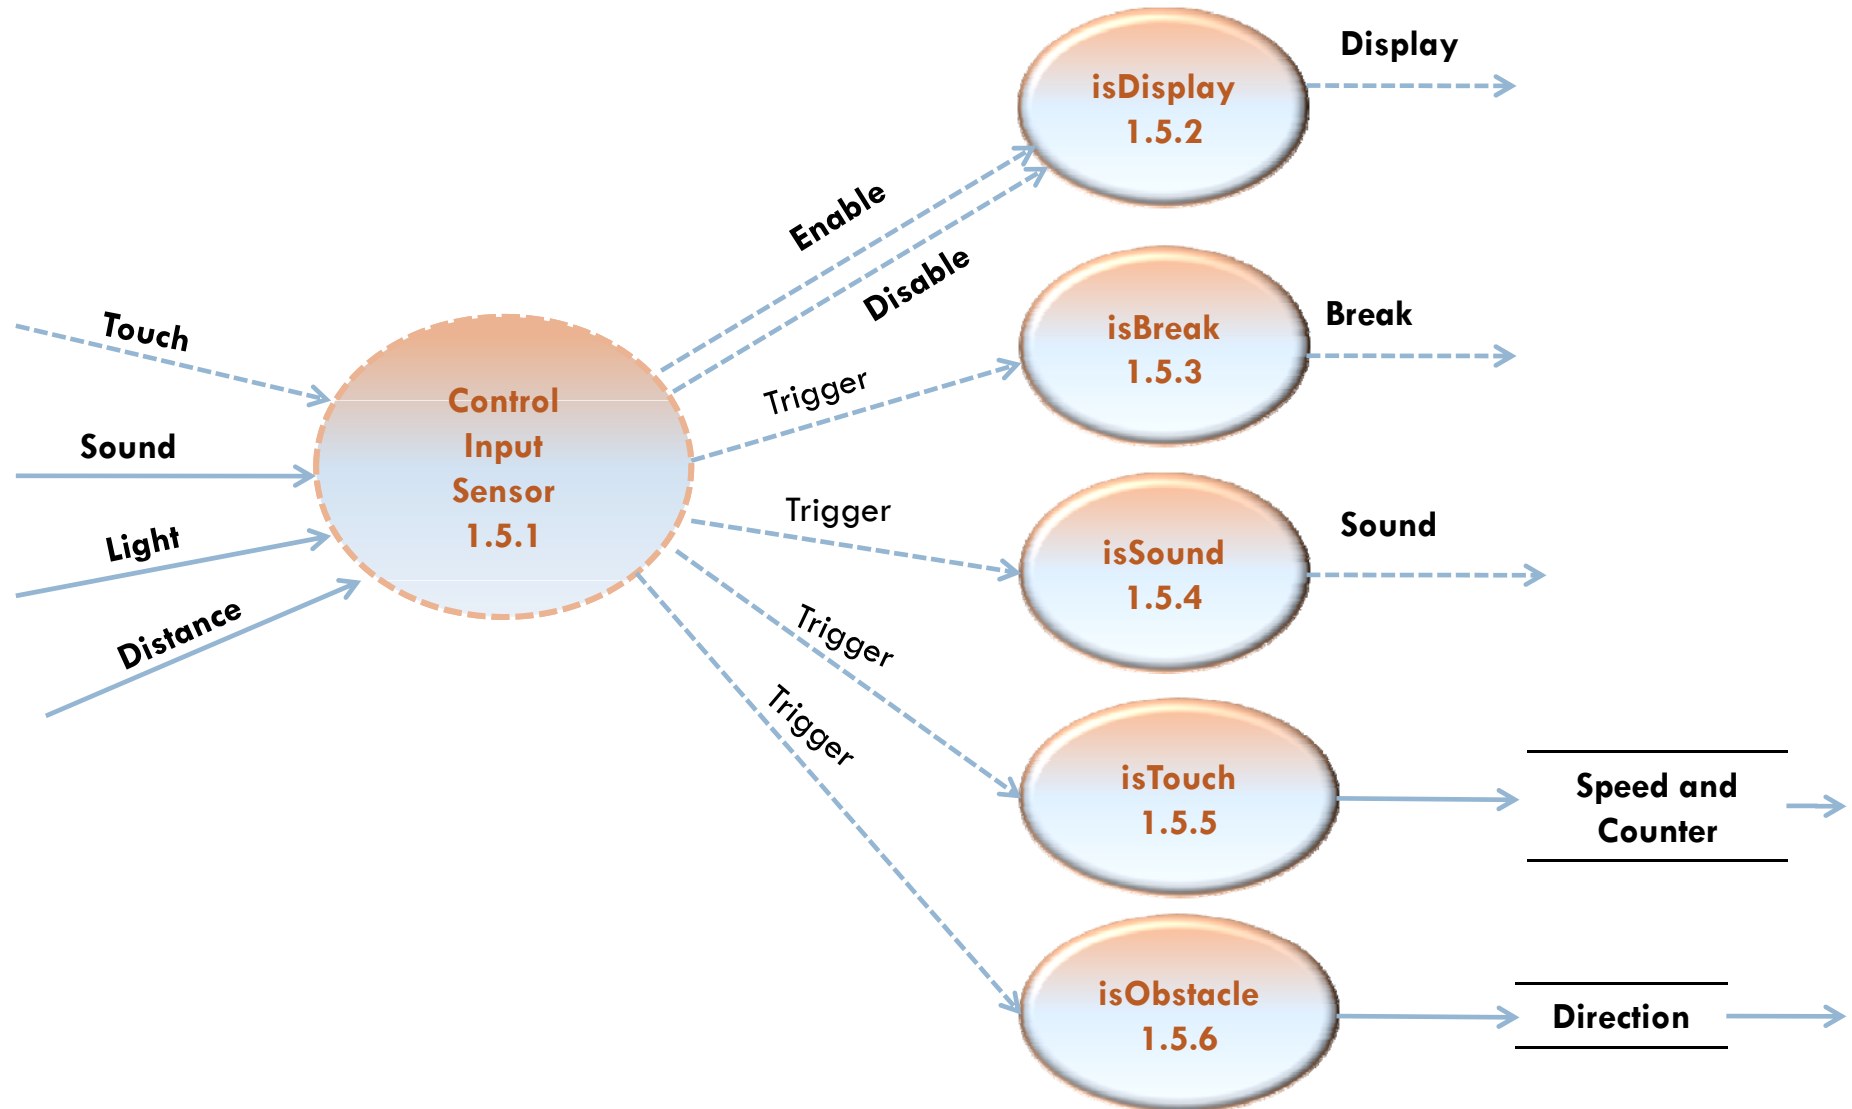 Touch
Sound
Light
Distance
Control
Input
Sensor
1.5.1
Enable
Disable
Trigger
Trigger
Trigger
Trigger
isDisplay
1.5.2
Display
isBreak
1.5.3
Break
isSound
1.5.4
Sound
isTouch
1.5.5
Speed and
Counter
isObstacle
1.5.6
Direction